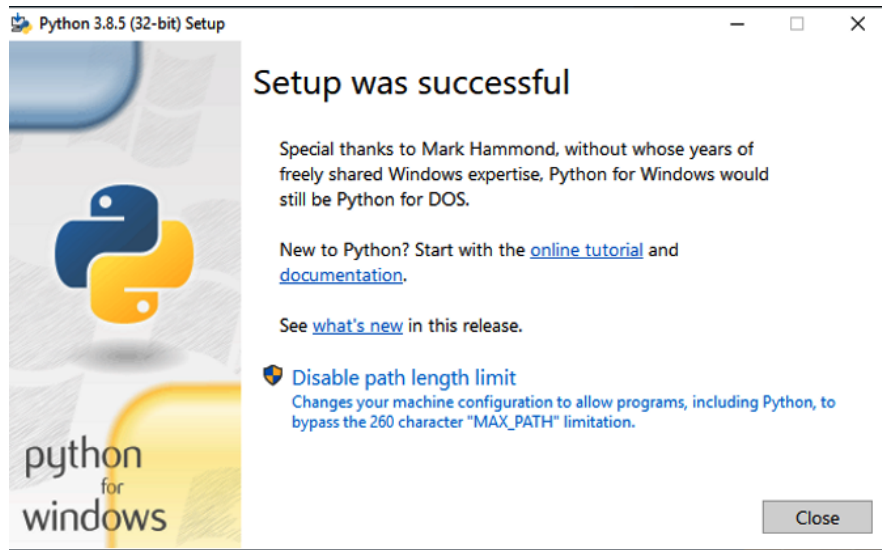 Python 3.8.5 (32-bit) Setup
Setup was successful
Special thanks to Mark Hammond, without whose years of
freely shared Windows expertise, Python for Windows would
still be Python for DOS.
New to Python? Start with the online tutorial and
documentation.
See what's new in this release.
Disable path length limit
Changes your machine configuration to allow programs, including Python, to
bypass the 260 character "MAX_PATH" limitation.
python
for
windows
Close